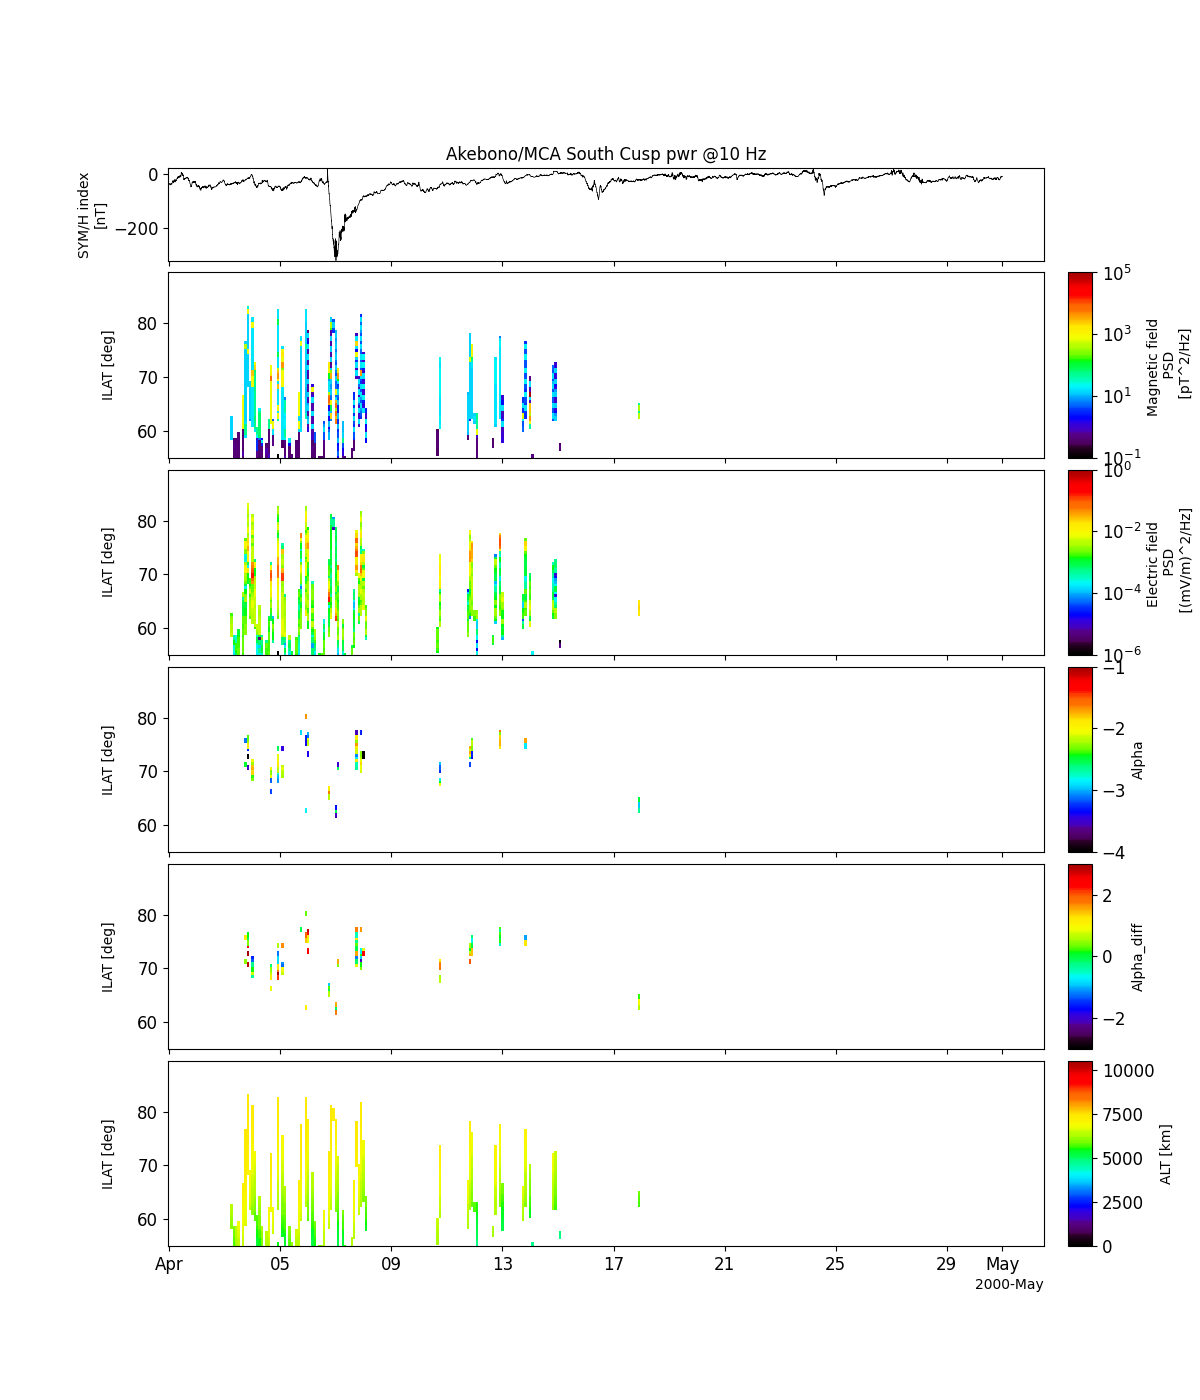 Akebono/MCA South Cusp pwr @10 Hz
SYM/H index
[nT]
0
−200
ILAT [deg]
80
70
60
10^5
10^3
10^1
10^−1
Magnetic field
PSD
[pT^2/Hz]
ILAT [deg]
80
70
60
10^0
10^−2
10^−4
10^−6
Electric field
PSD
[(mV/m)^2/Hz]
ILAT [deg]
80
70
60
−1
−2
−3
−4
Alpha
ILAT [deg]
80
70
60
2
0
−2
Alpha_diff
ILAT [deg]
80
70
60
10000
7500
5000
2500
0
ALT [km]
Apr 05 09 13 17 21 25 29 May
2000-May